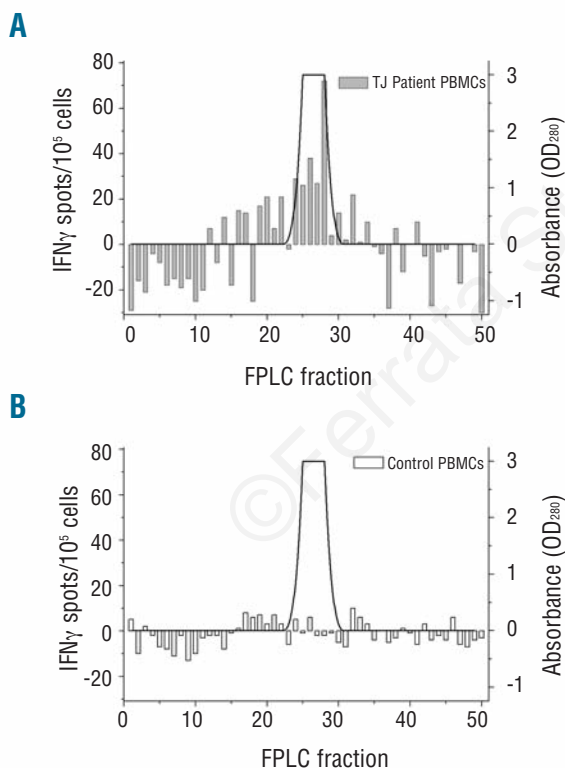 A
80
60
40
20
0
-20
IFNγ spots/10⁵ cells
TJ Patient PBMCs
3
2
1
0
-1
Absorbance (OD₂₈₀)
0 10 20 30 40 50
FPLC fraction
B
80
60
40
20
0
-20
IFNγ spots/10⁵ cells
Control PBMCs
3
2
1
0
-1
Absorbance (OD₂₈₀)
0 10 20 30 40 50
FPLC fraction
©Ferrata